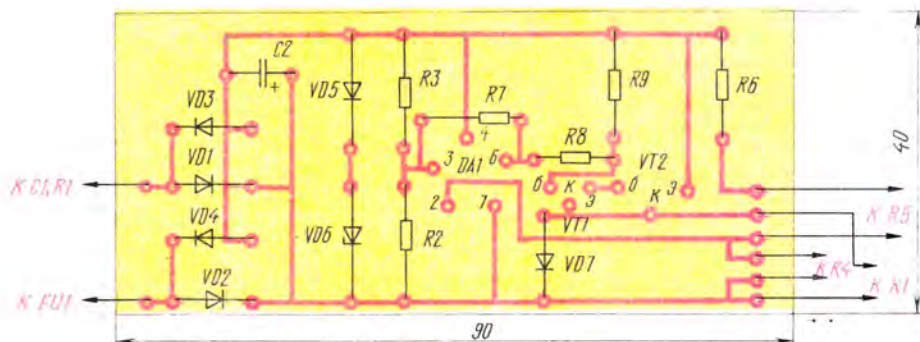 C2
+
VD3
VD1
VD4
VD2
VD5
VD6
R3
R2
R7
4
3
DA1
6
2
7
R8
R9
VT2
б
К
Э
б
К
Э
VT1
VD7
R6
К C1,R1
К FU1
К R5
К R4
К K1
40
90